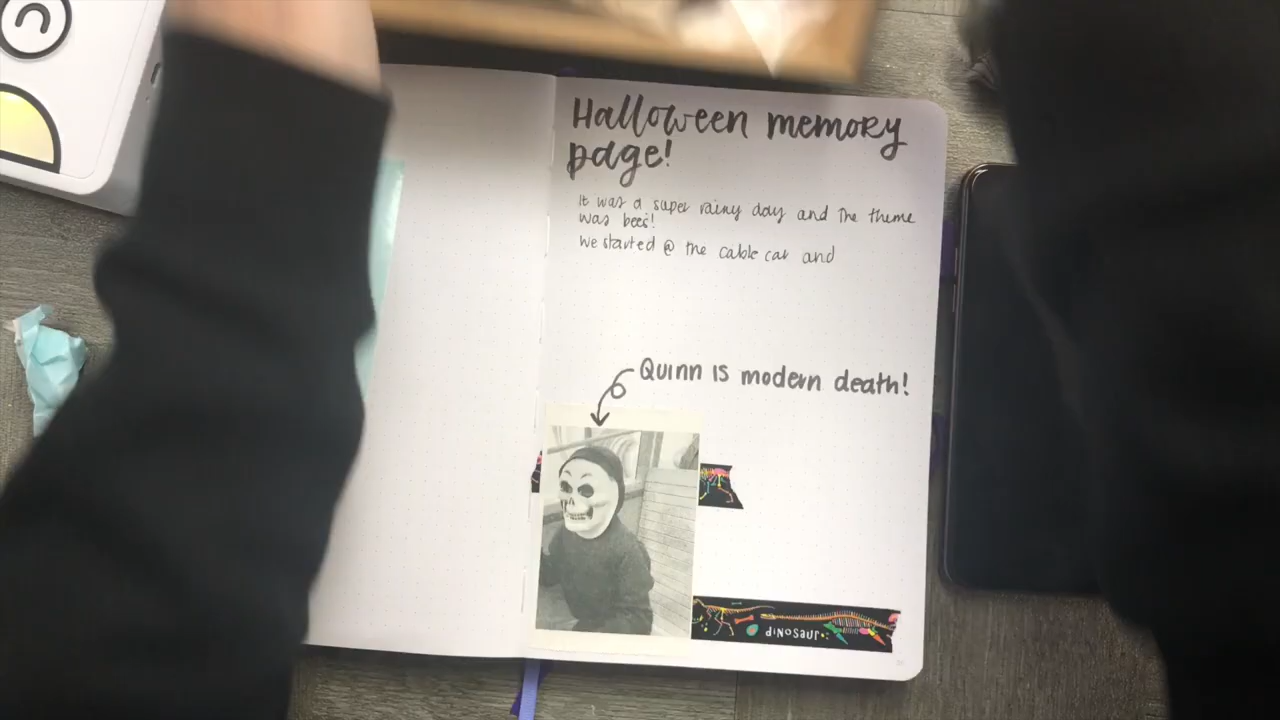 Halloween memory
page!
It was a super rainy day and the theme
was bees!
We started @ the cable car and
Quinn is modern death!
dinosaur